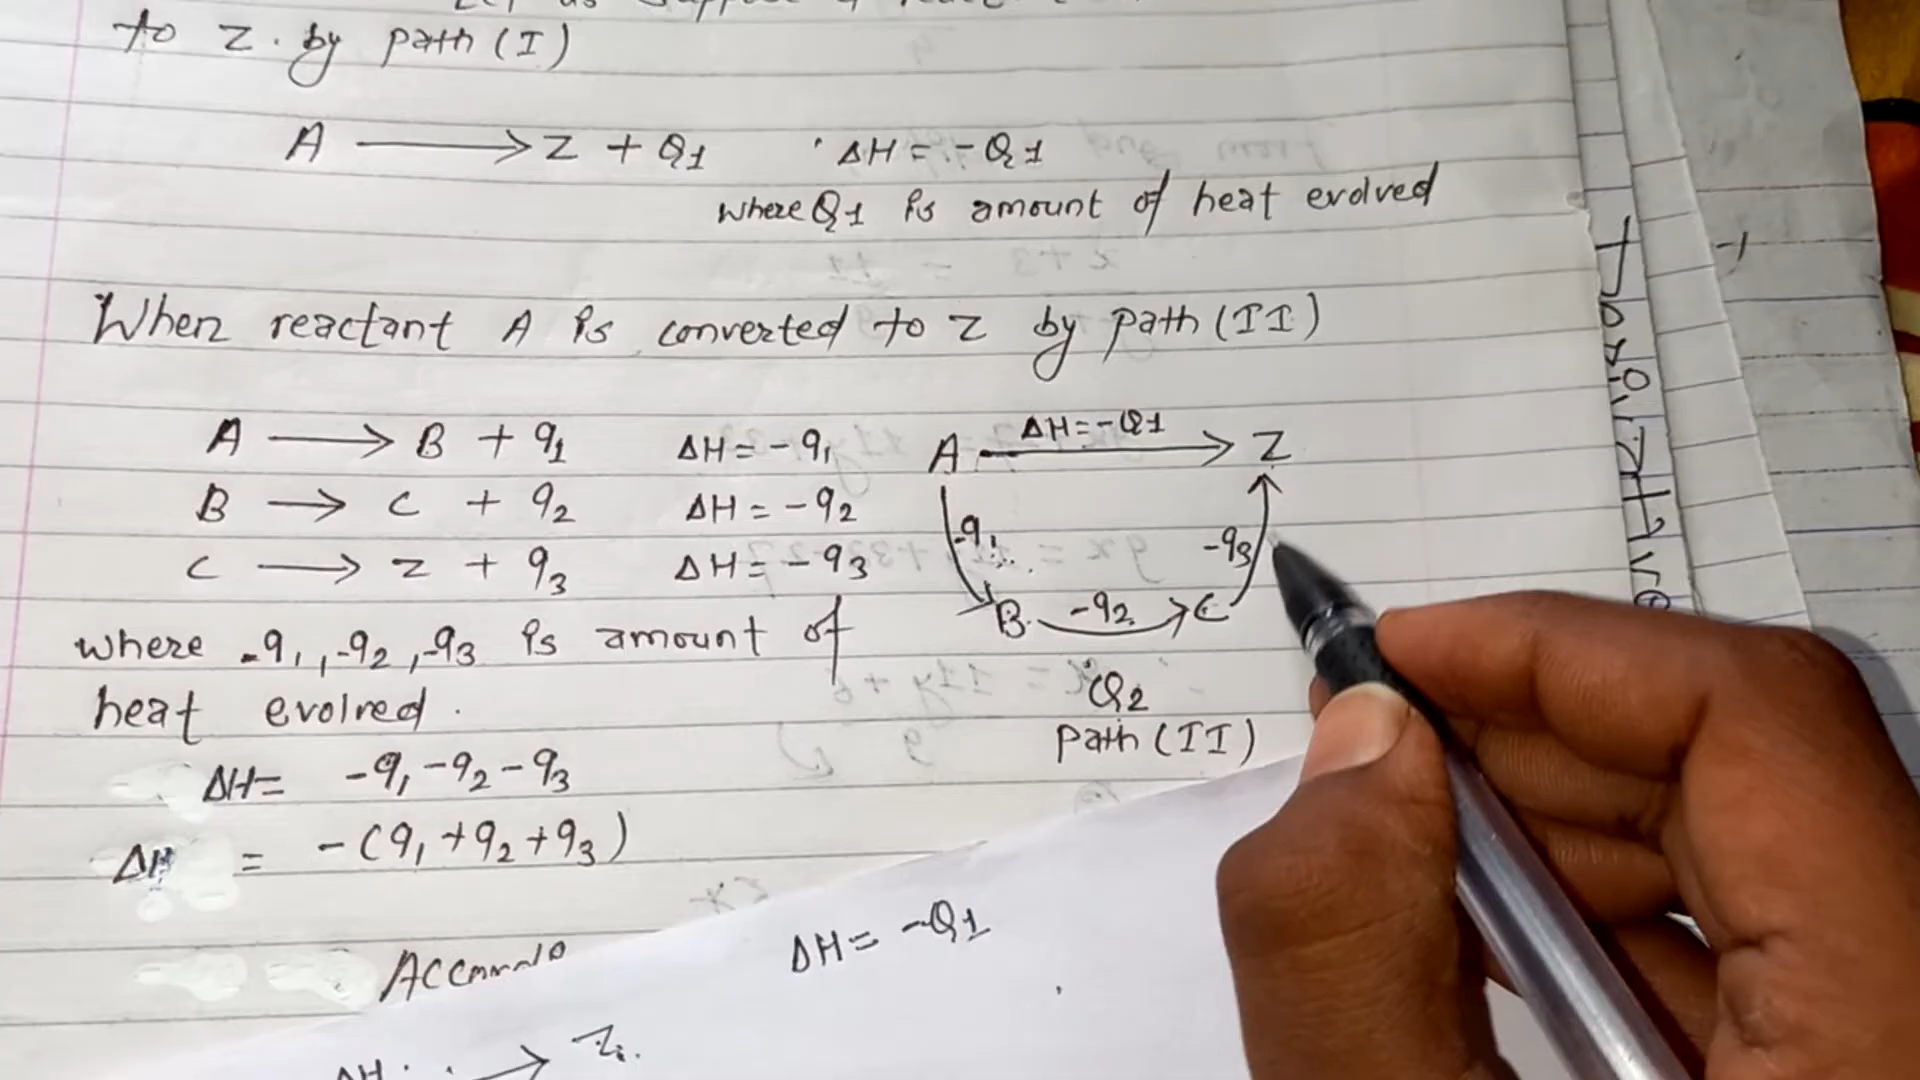 to Z. by path (I)
A ⟶ Z + Q1 ΔH = -Q1
where Q1 is amount of heat evolved
When reactant A is converted to Z by path (II)
A ⟶ B + q1 ΔH = -q1
B ⟶ C + q2 ΔH = -q2
C ⟶ Z + q3 ΔH = -q3
where -q1, -q2, -q3 is amount of
heat evolved.
ΔH = -q1 -q2 -q3
ΔH = -(q1 + q2 + q3)
A ΔH = -Q1 ⟶ Z
-q1
-q3
B -q2 C
Q2
path (II)
ΔH = -Q1
⟶ Z.
ΔH